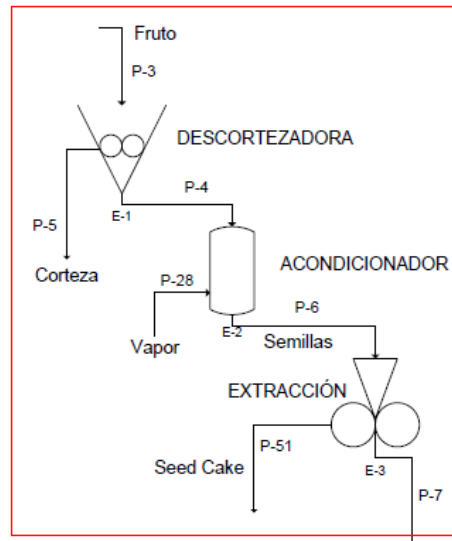 Fruto
P-3
DESCORTEZADORA
P-4
P-5
E-1
Corteza
P-28
ACONDICIONADOR
P-6
Vapor
E-2
Semillas
EXTRACCIÓN
P-51
Seed Cake
E-3
P-7